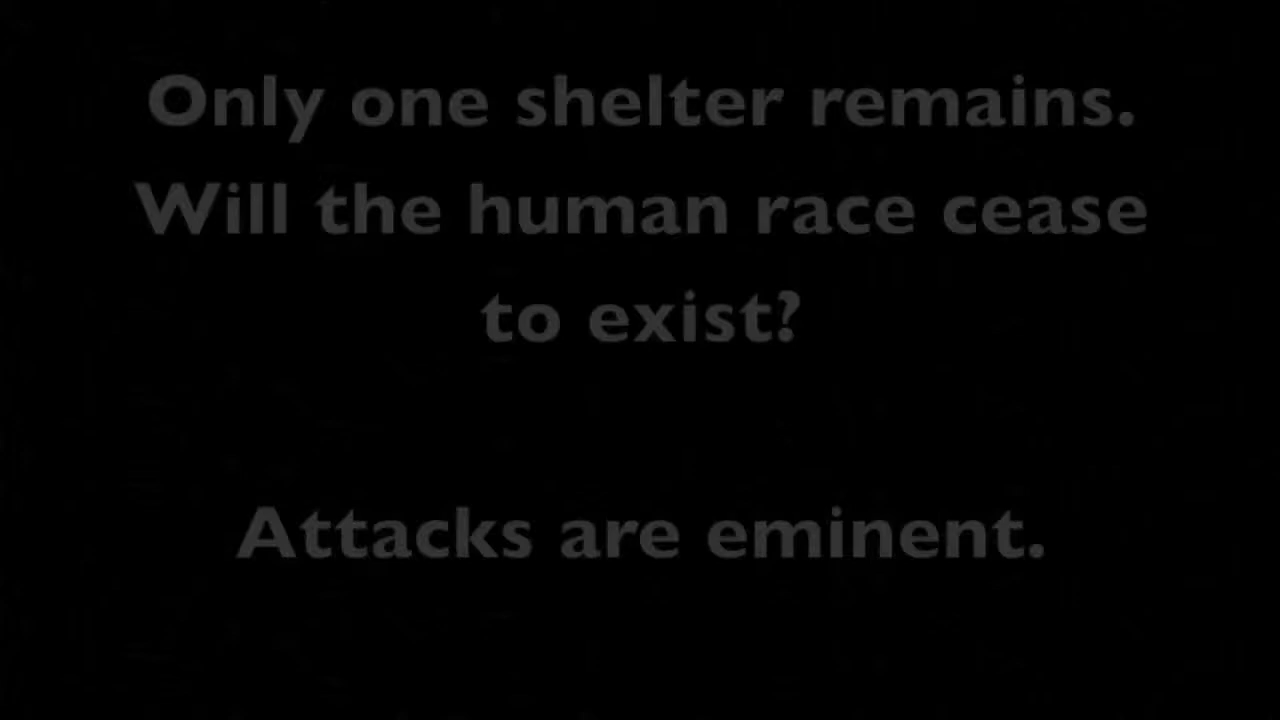 Only one shelter remains.
Will the human race cease
to exist?
Attacks are eminent.